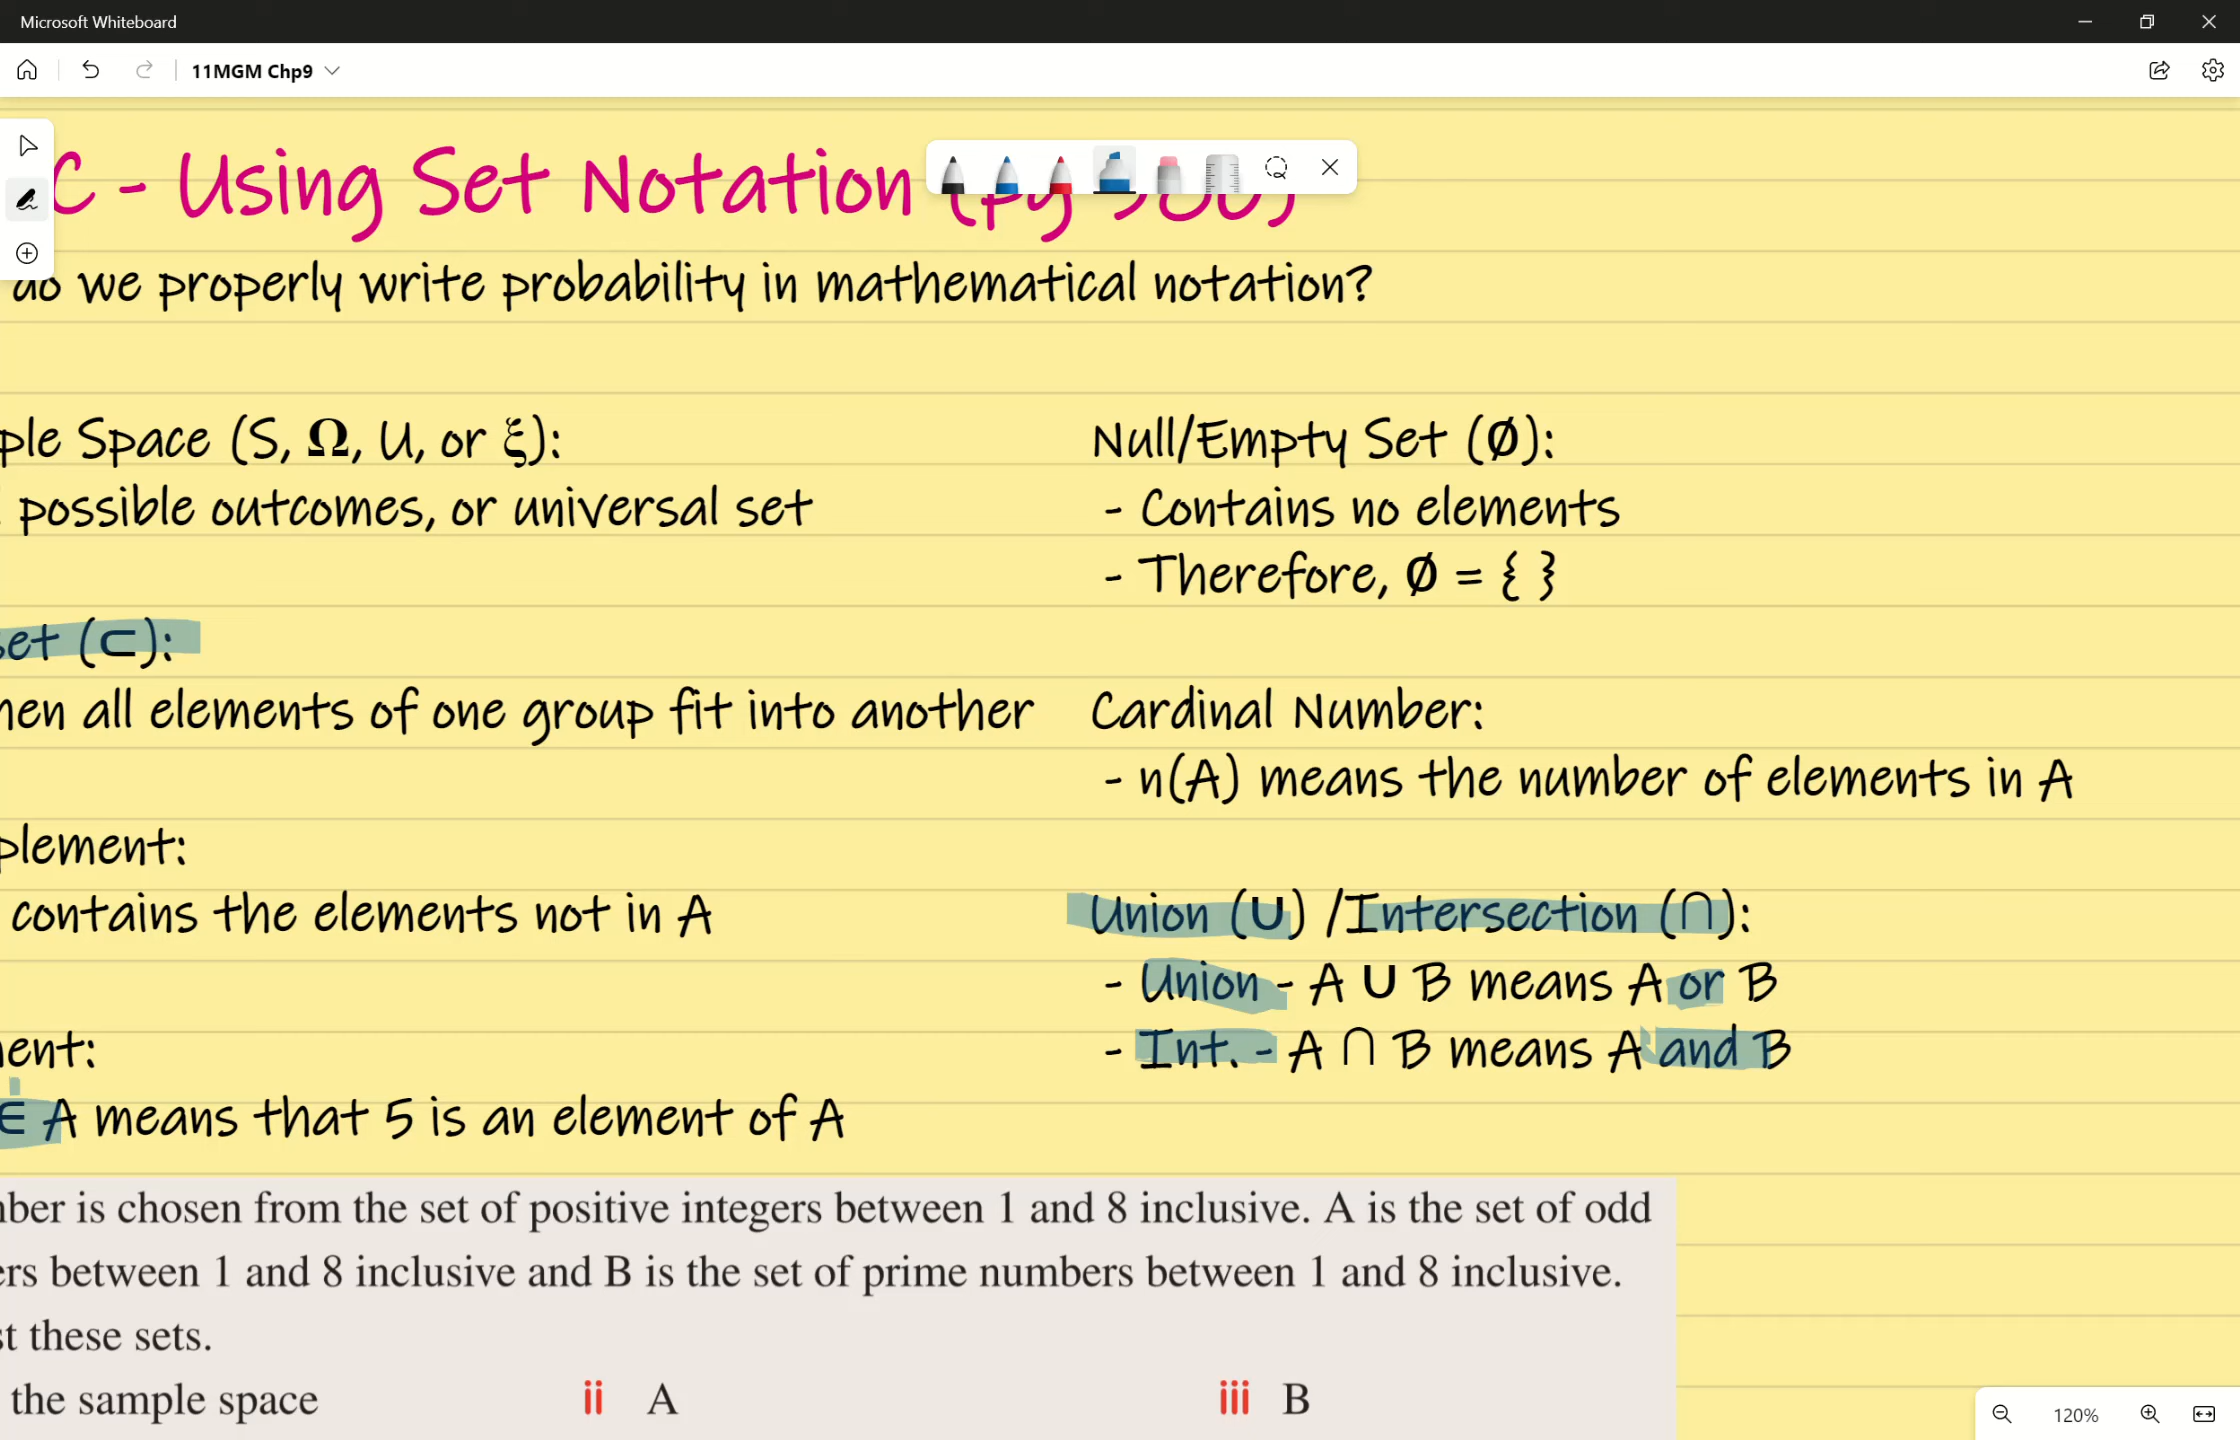 Microsoft Whiteboard
11MGM Chp9
C - Using Set Notation
do we properly write probability in mathematical notation?
ple Space (S, Ω, U, or ξ):
possible outcomes, or universal set
set (⊂):
hen all elements of one group fit into another
plement:
contains the elements not in A
ent:
∈ A means that 5 is an element of A
Null/Empty Set (Ø):
- Contains no elements
- Therefore, Ø = { }
Cardinal Number:
- n(A) means the number of elements in A
Union (∪) /Intersection (∩):
- Union - A ∪ B means A or B
- Int. - A ∩ B means A and B
ber is chosen from the set of positive integers between 1 and 8 inclusive. A is the set of odd
ers between 1 and 8 inclusive and B is the set of prime numbers between 1 and 8 inclusive.
st these sets.
the sample space ii A iii B
120%